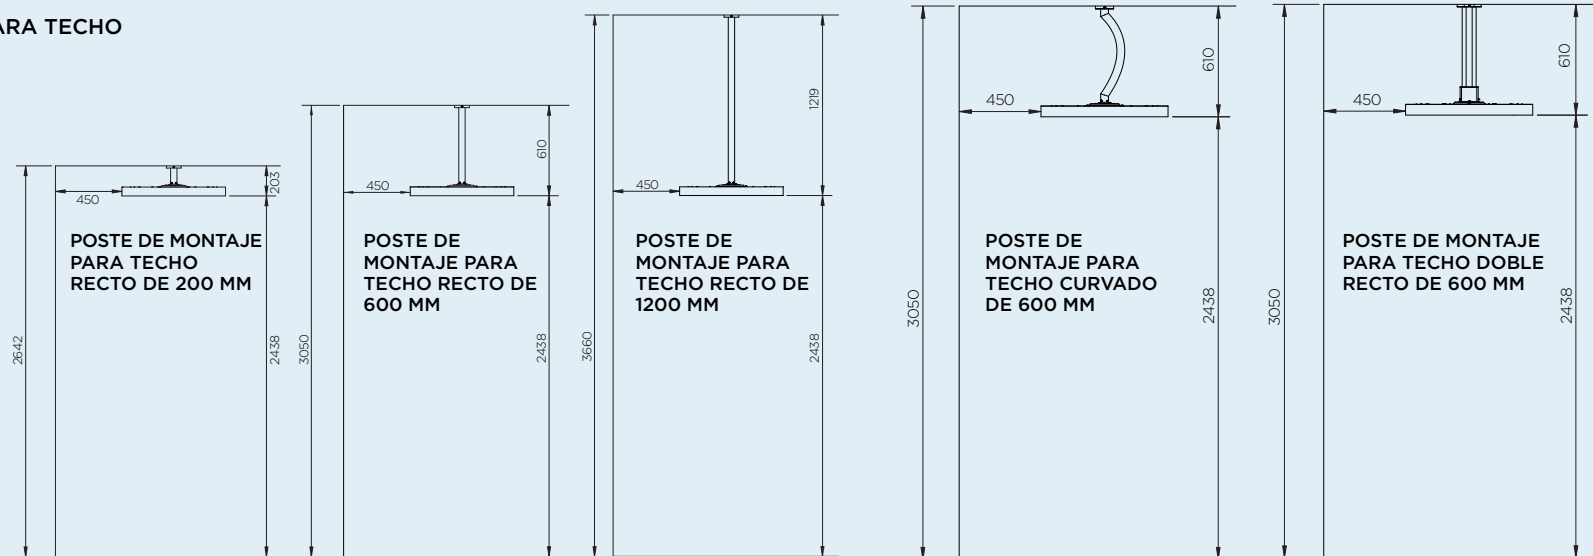 ARA TECHO
2642
203
450
2438
POSTE DE MONTAJE
PARA TECHO
RECTO DE 200 MM
3050
610
450
2438
POSTE DE
MONTAJE PARA
TECHO RECTO DE
600 MM
3660
1219
450
2438
POSTE DE
MONTAJE PARA
TECHO RECTO DE
1200 MM
3050
610
450
2438
POSTE DE
MONTAJE PARA
TECHO CURVADO
DE 600 MM
3050
610
450
2438
POSTE DE MONTAJE
PARA TECHO DOBLE
RECTO DE 600 MM